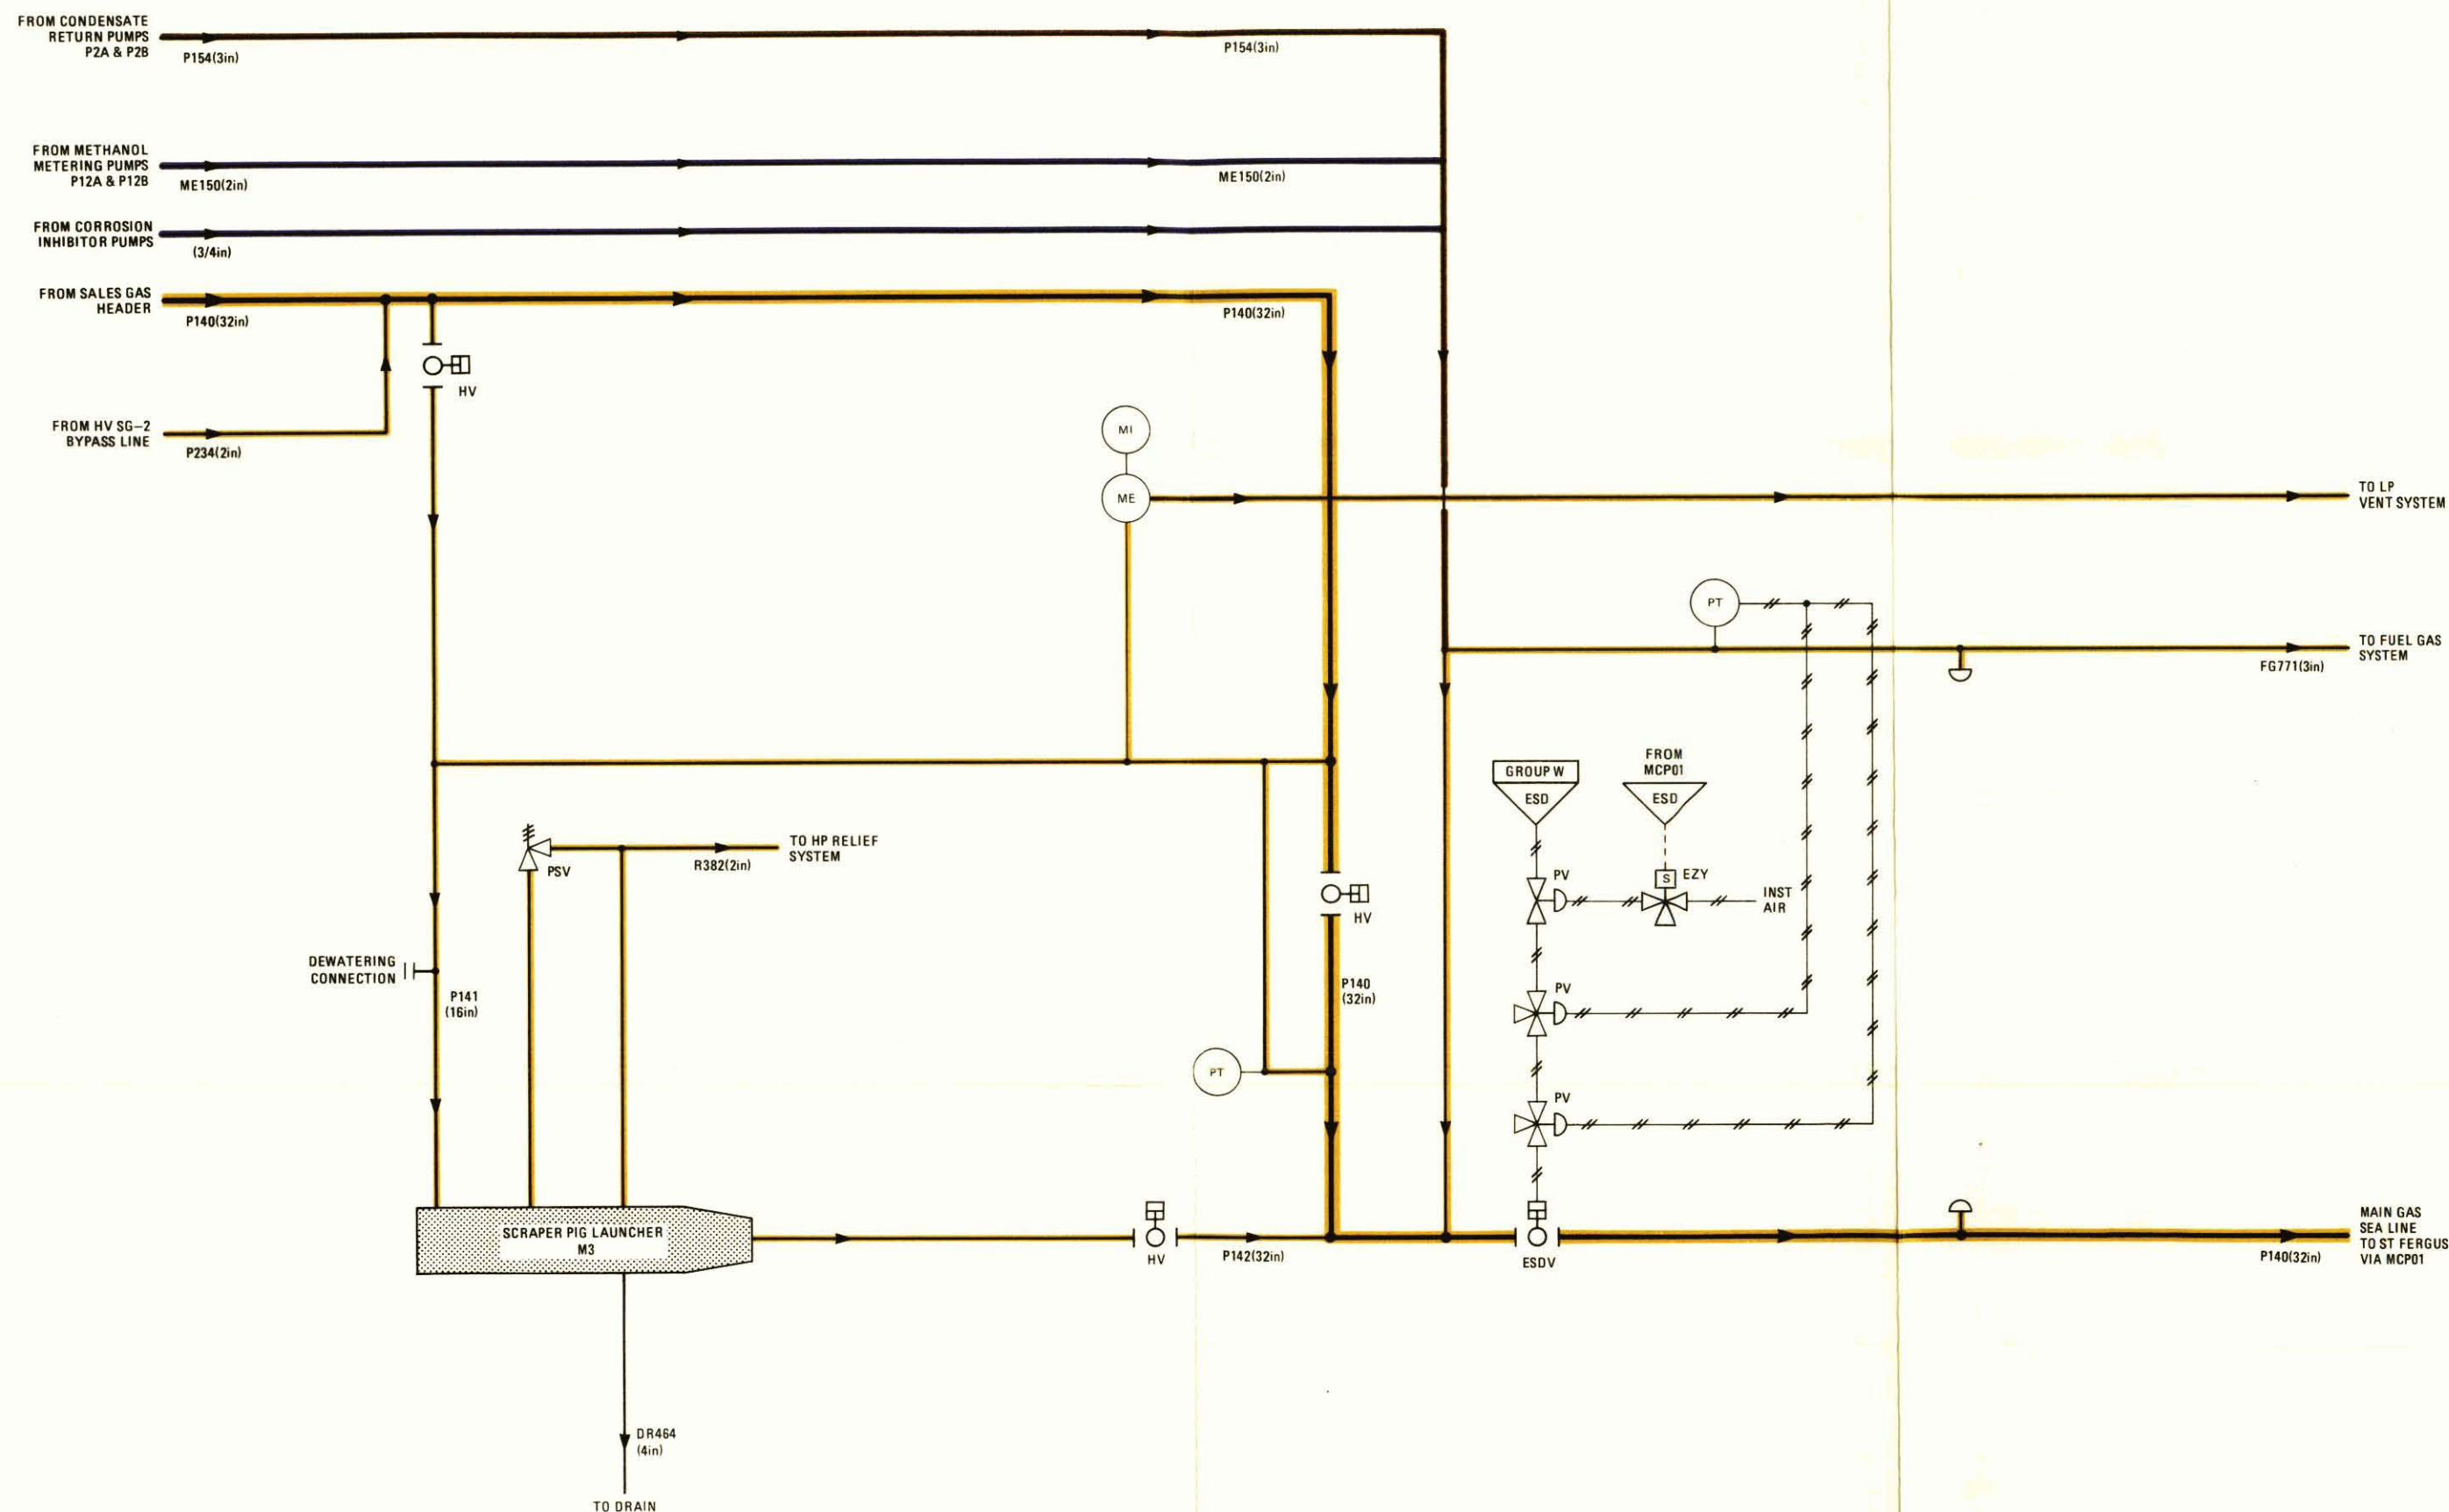 FROM CONDENSATE
RETURN PUMPS
P2A & P2B
P154(3in)
P154(3in)
FROM METHANOL
METERING PUMPS
P12A & P12B
ME150(2in)
ME150(2in)
FROM CORROSION
INHIBITOR PUMPS
(3/4in)
FROM SALES GAS
HEADER
P140(32in)
P140(32in)
HV
FROM HV SG-2
BYPASS LINE
P234(2in)
MI
ME
TO LP
VENT SYSTEM
PT
TO FUEL GAS
SYSTEM
FG771(3in)
GROUP W
ESD
FROM
MCP01
ESD
PSV
TO HP RELIEF
SYSTEM
R382(2in)
HV
PV
S
EZY
INST
AIR
DEWATERING
CONNECTION
P141
(16in)
P140
(32in)
PV
PT
PV
SCRAPER PIG LAUNCHER
M3
HV
P142(32in)
ESDV
MAIN GAS
SEA LINE
TO ST FERGUS
VIA MCP01
P140(32in)
DR464
(4in)
TO DRAIN